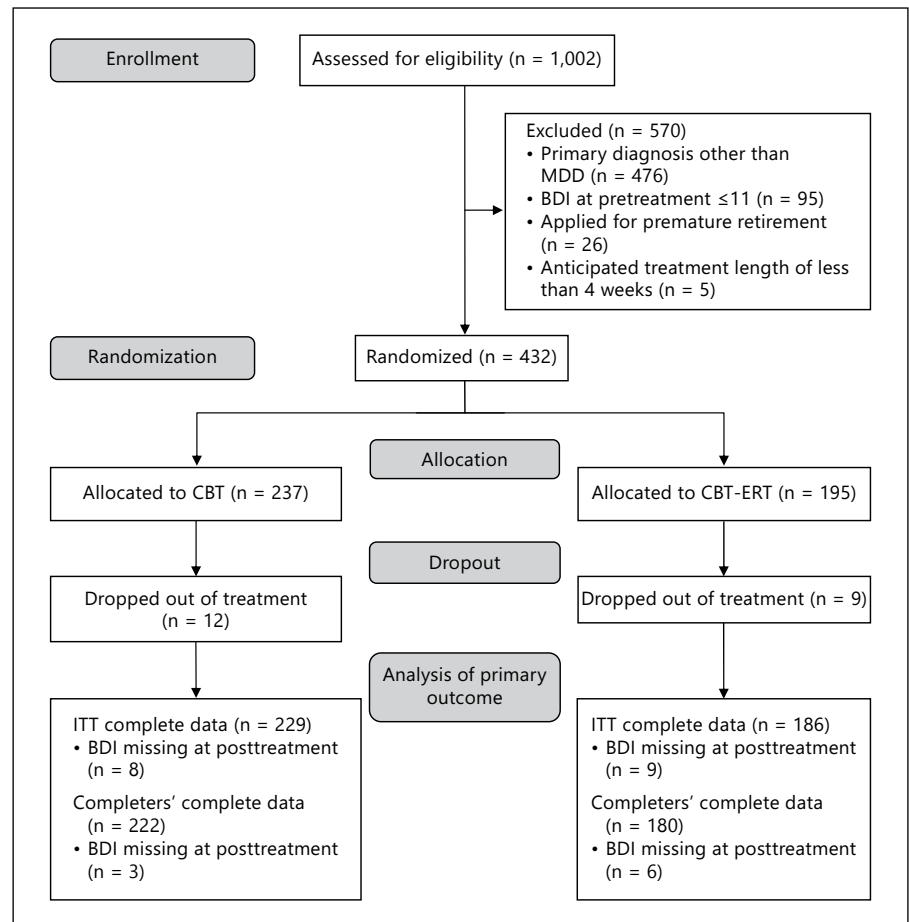 Enrollment
Assessed for eligibility (n = 1,002)
Excluded (n = 570)
• Primary diagnosis other than
MDD (n = 476)
• BDI at pretreatment ≤11 (n = 95)
• Applied for premature retirement
(n = 26)
• Anticipated treatment length of less
than 4 weeks (n = 5)
Randomization
Randomized (n = 432)
Allocation
Allocated to CBT (n = 237)
Allocated to CBT-ERT (n = 195)
Dropout
Dropped out of treatment
(n = 12)
Dropped out of treatment (n = 9)
Analysis of primary
outcome
ITT complete data (n = 229)
• BDI missing at posttreatment
(n = 8)
Completers’ complete data
(n = 222)
• BDI missing at posttreatment
(n = 3)
ITT complete data (n = 186)
• BDI missing at posttreatment
(n = 9)
Completers’ complete data
(n = 180)
• BDI missing at posttreatment
(n = 6)